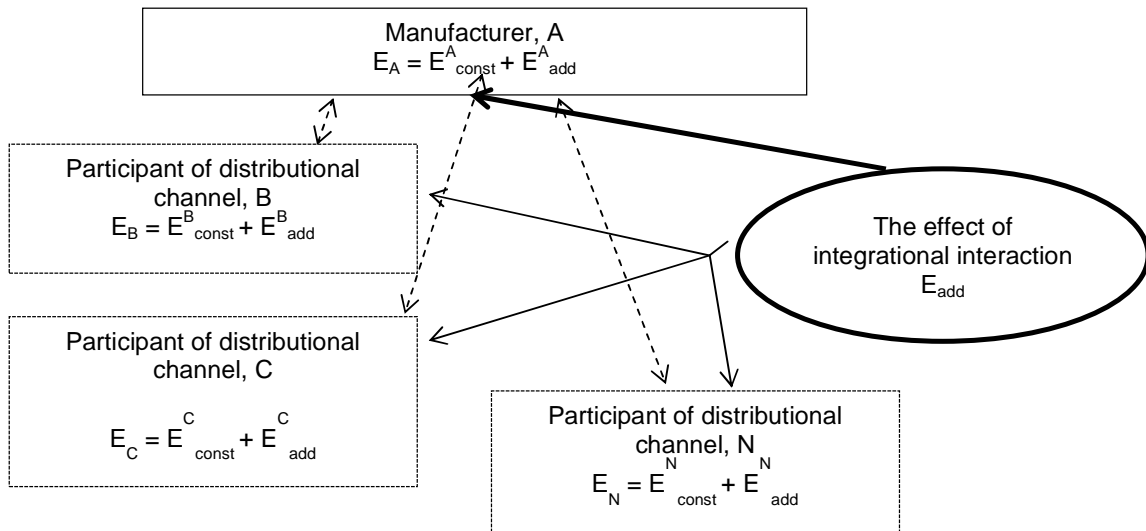 Manufacturer, A
E_A = E^A_const + E^A_add
Participant of distributional
channel, B
E_B = E^B_const + E^B_add
The effect of
integrational interaction
E_add
Participant of distributional
channel, C
E_C = E^C_const + E^C_add
Participant of distributional
channel, N
E_N = E^N_const + E^N_add